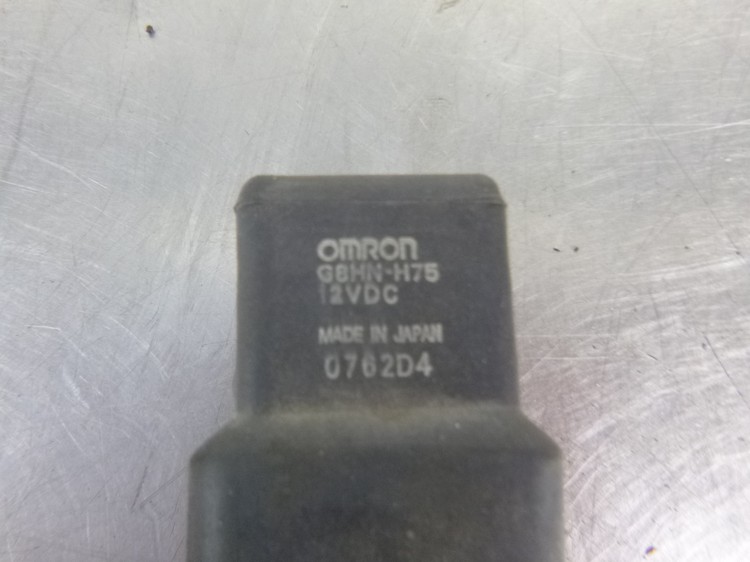 OMRON
G8HN-H75
12VDC
MADE IN JAPAN
0762D4